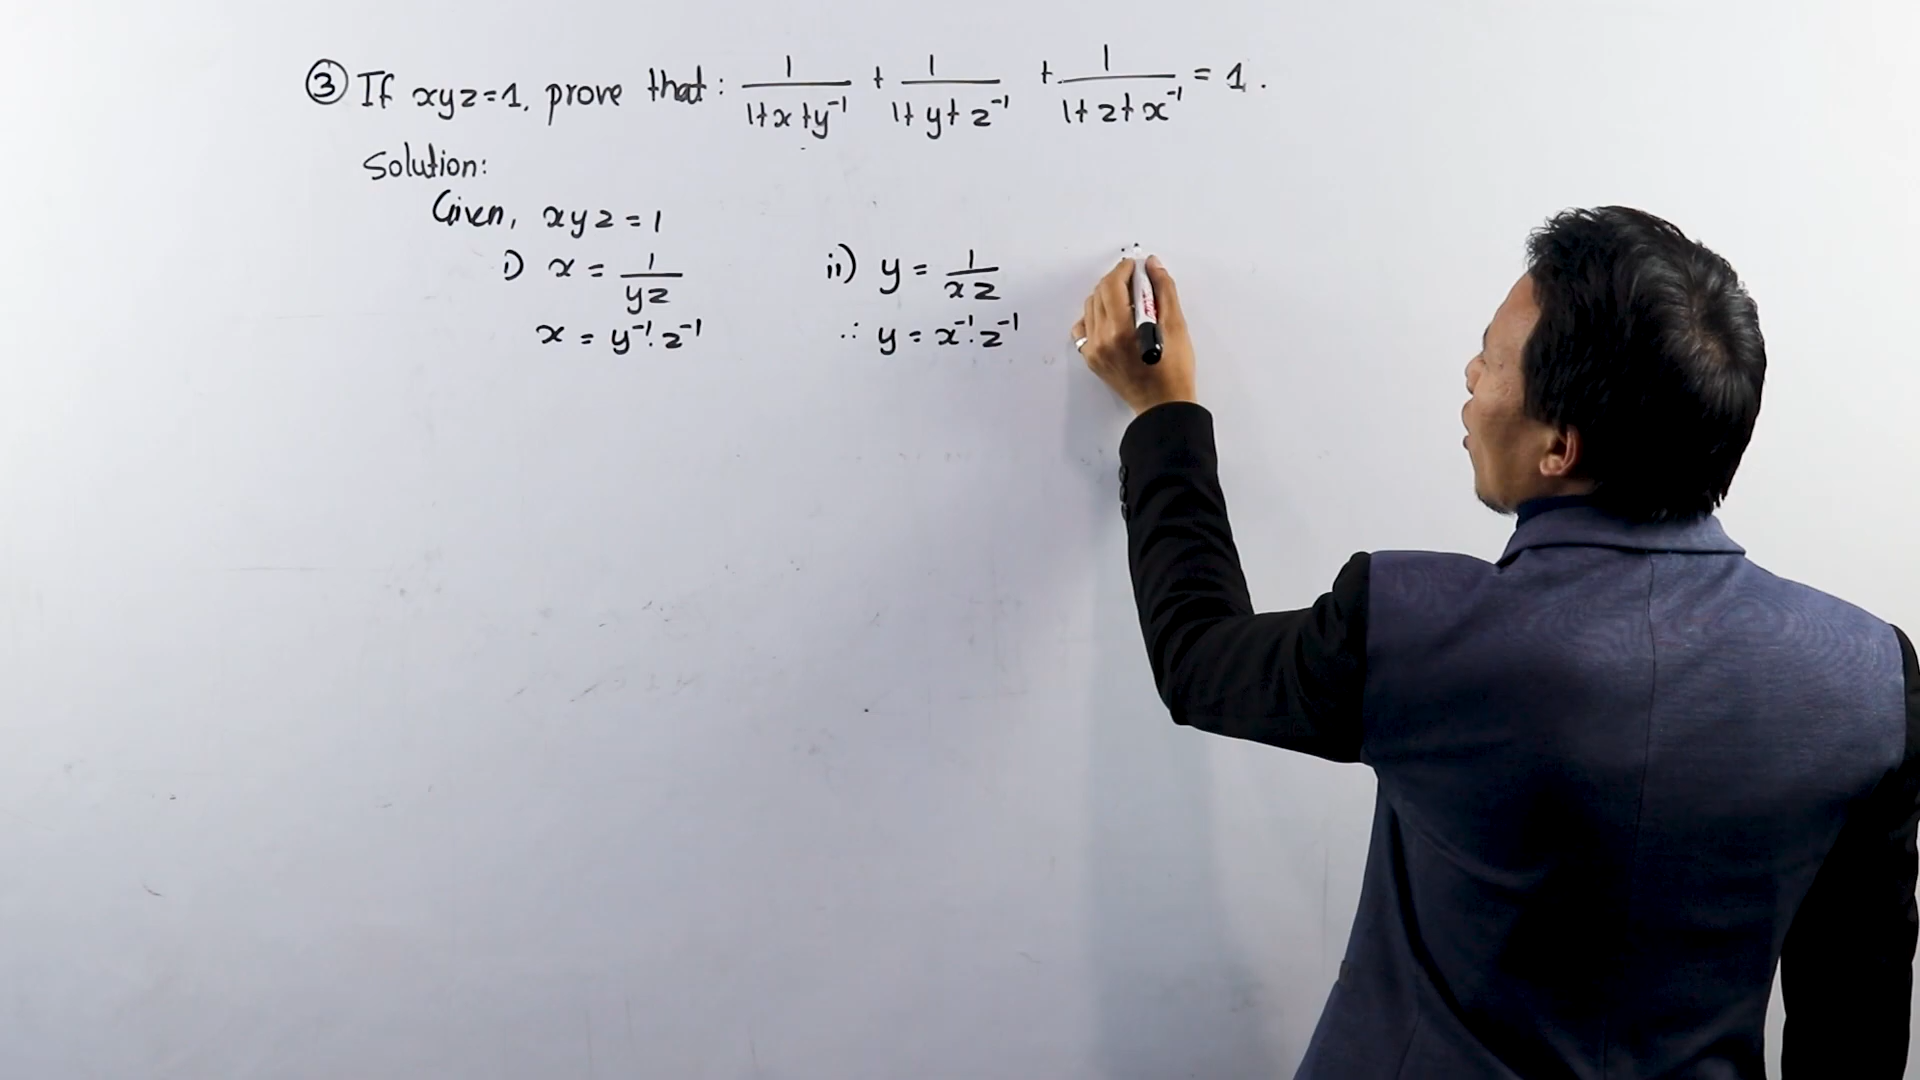 ③ If xyz=1, prove that: 1/(1+x+y⁻¹) + 1/(1+y+z⁻¹) + 1/(1+z+x⁻¹) = 1.
Solution:
Given, xyz=1
i) x = 1/yz
x = y⁻¹.z⁻¹
ii) y = 1/xz
∴ y = x⁻¹.z⁻¹